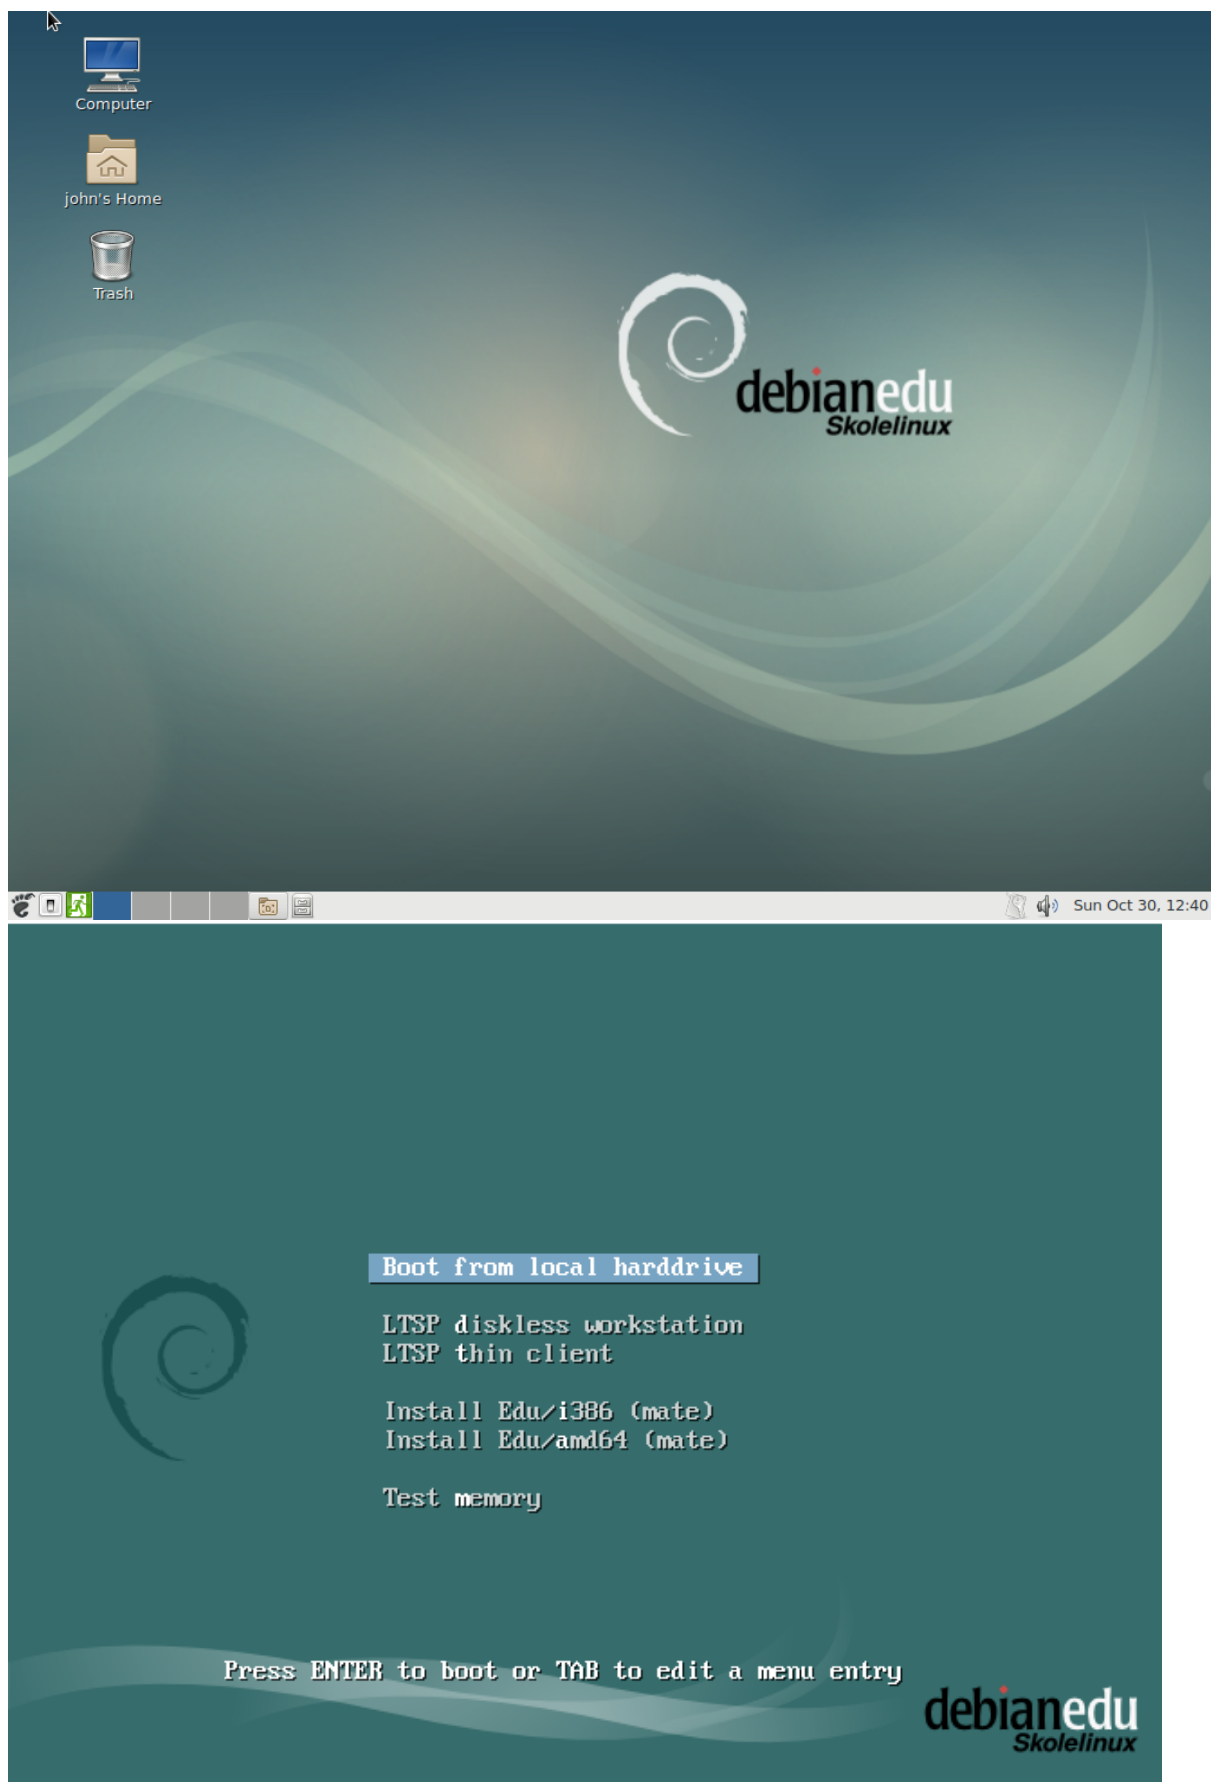 Computer
john's Home
Trash
debianedu
Skolelinux
Sun Oct 30, 12:40
Boot from local harddrive
LTSP diskless workstation
LTSP thin client
Install Edu/i386 (mate)
Install Edu/amd64 (mate)
Test memory
Press ENTER to boot or TAB to edit a menu entry
debianedu
Skolelinux